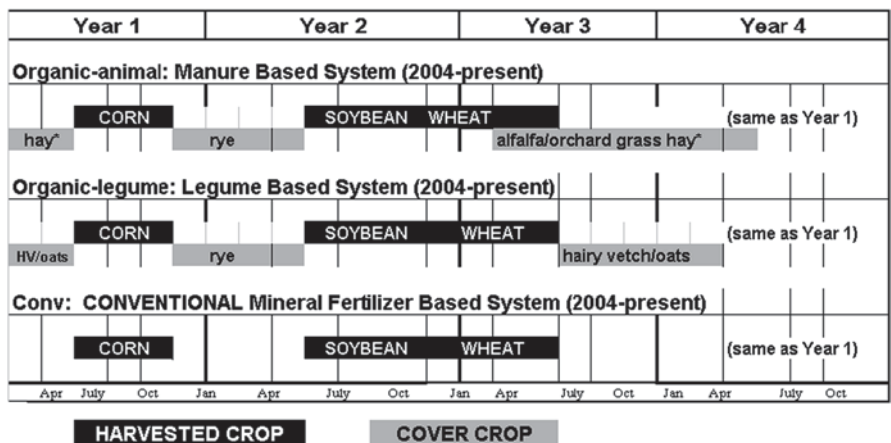 Year 1 Year 2 Year 3 Year 4
Organic-animal: Manure Based System (2004-present)
CORN SOYBEAN WHEAT (same as Year 1)
hay* rye alfalfa/orchard grass hay*
Organic-legume: Legume Based System (2004-present)
CORN SOYBEAN WHEAT (same as Year 1)
HV/oats rye hairy vetch/oats
Conv: CONVENTIONAL Mineral Fertilizer Based System (2004-present)
CORN SOYBEAN WHEAT (same as Year 1)
Apr July Oct Jan Apr July Oct Jan Apr July Oct Jan Apr July Oct
HARVESTED CROP COVER CROP